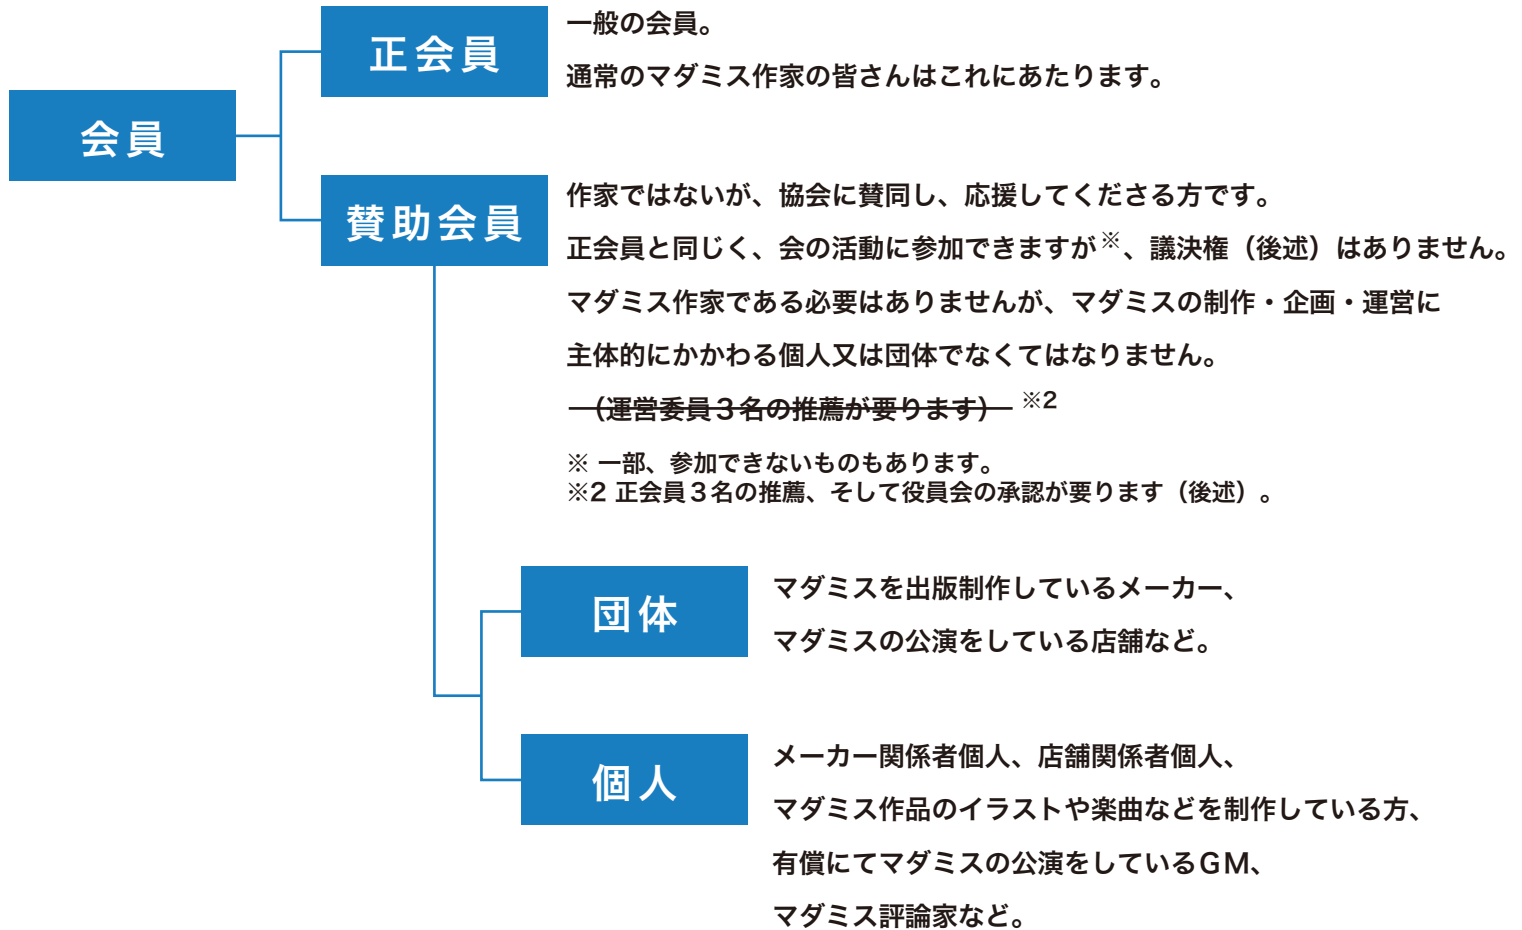 会員
正会員
一般の会員。
通常のマダミス作家の皆さんはこれにあたります。
賛助会員
作家ではないが、協会に賛同し、応援してくださる方です。
正会員と同じく、会の活動に参加できますが※、議決権（後述）はありません。
マダミス作家である必要はありませんが、マダミスの制作・企画・運営に
主体的にかかわる個人又は団体でなくてはなりません。
（運営委員３名の推薦が要ります） ※2
※ 一部、参加できないものもあります。
※2 正会員３名の推薦、そして役員会の承認が要ります（後述）。
団体
マダミスを出版制作しているメーカー、
マダミスの公演をしている店舗など。
個人
メーカー関係者個人、店舗関係者個人、
マダミス作品のイラストや楽曲などを制作している方、
有償にてマダミスの公演をしているＧＭ、
マダミス評論家など。